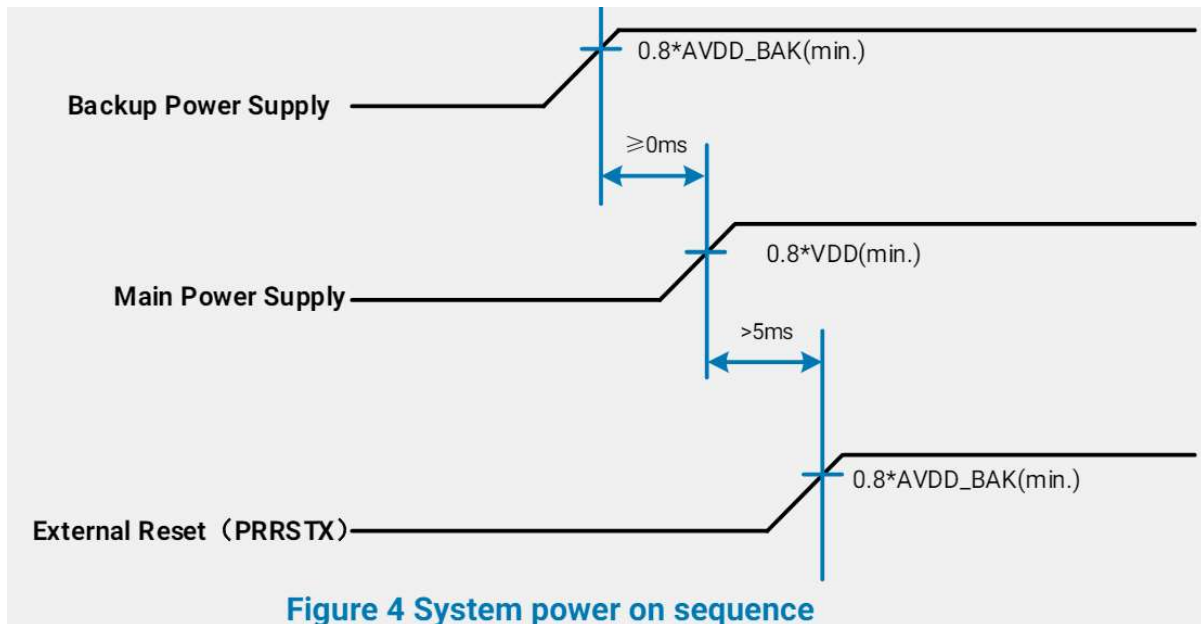 0.8*AVDD_BAK(min.)
Backup Power Supply
≥0ms
0.8*VDD(min.)
Main Power Supply
>5ms
0.8*AVDD_BAK(min.)
External Reset（PRRSTX）
Figure 4 System power on sequence